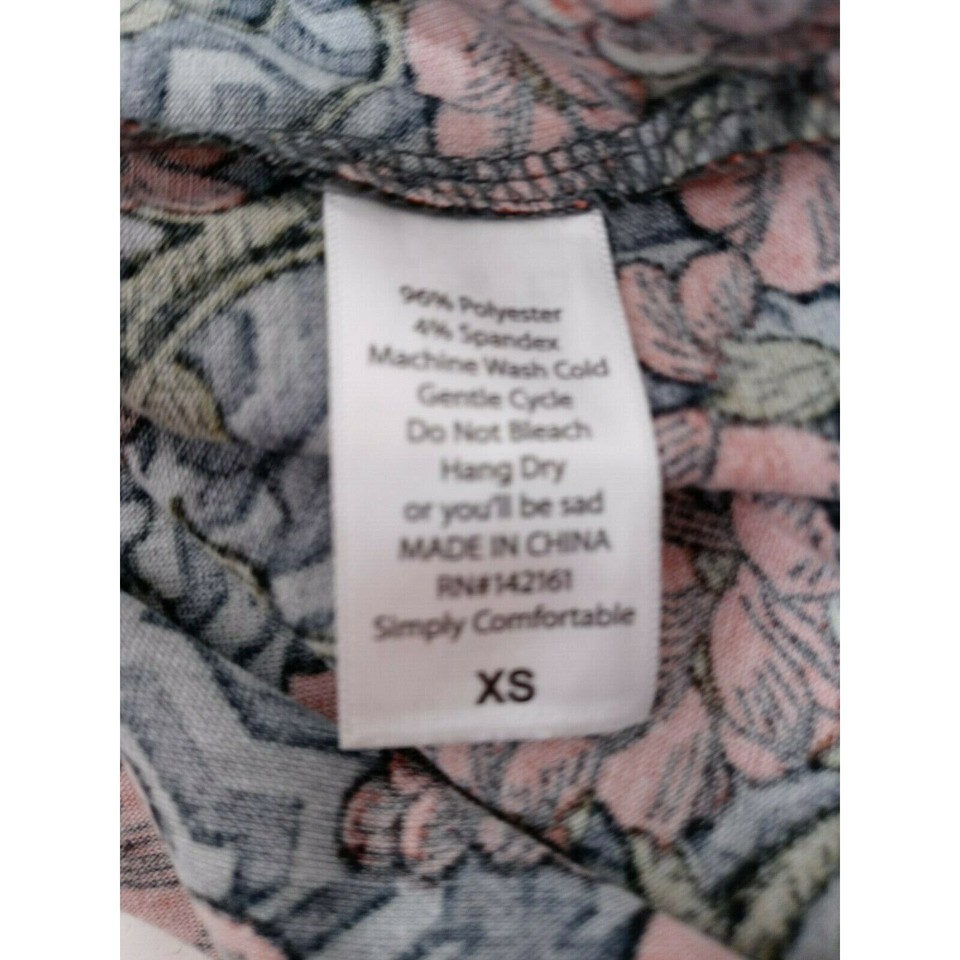 96% Polyester
4% Spandex
Machine Wash Cold
Gentle Cycle
Do Not Bleach
Hang Dry
or you'll be sad
MADE IN CHINA
RN#142161
Simply Comfortable
XS